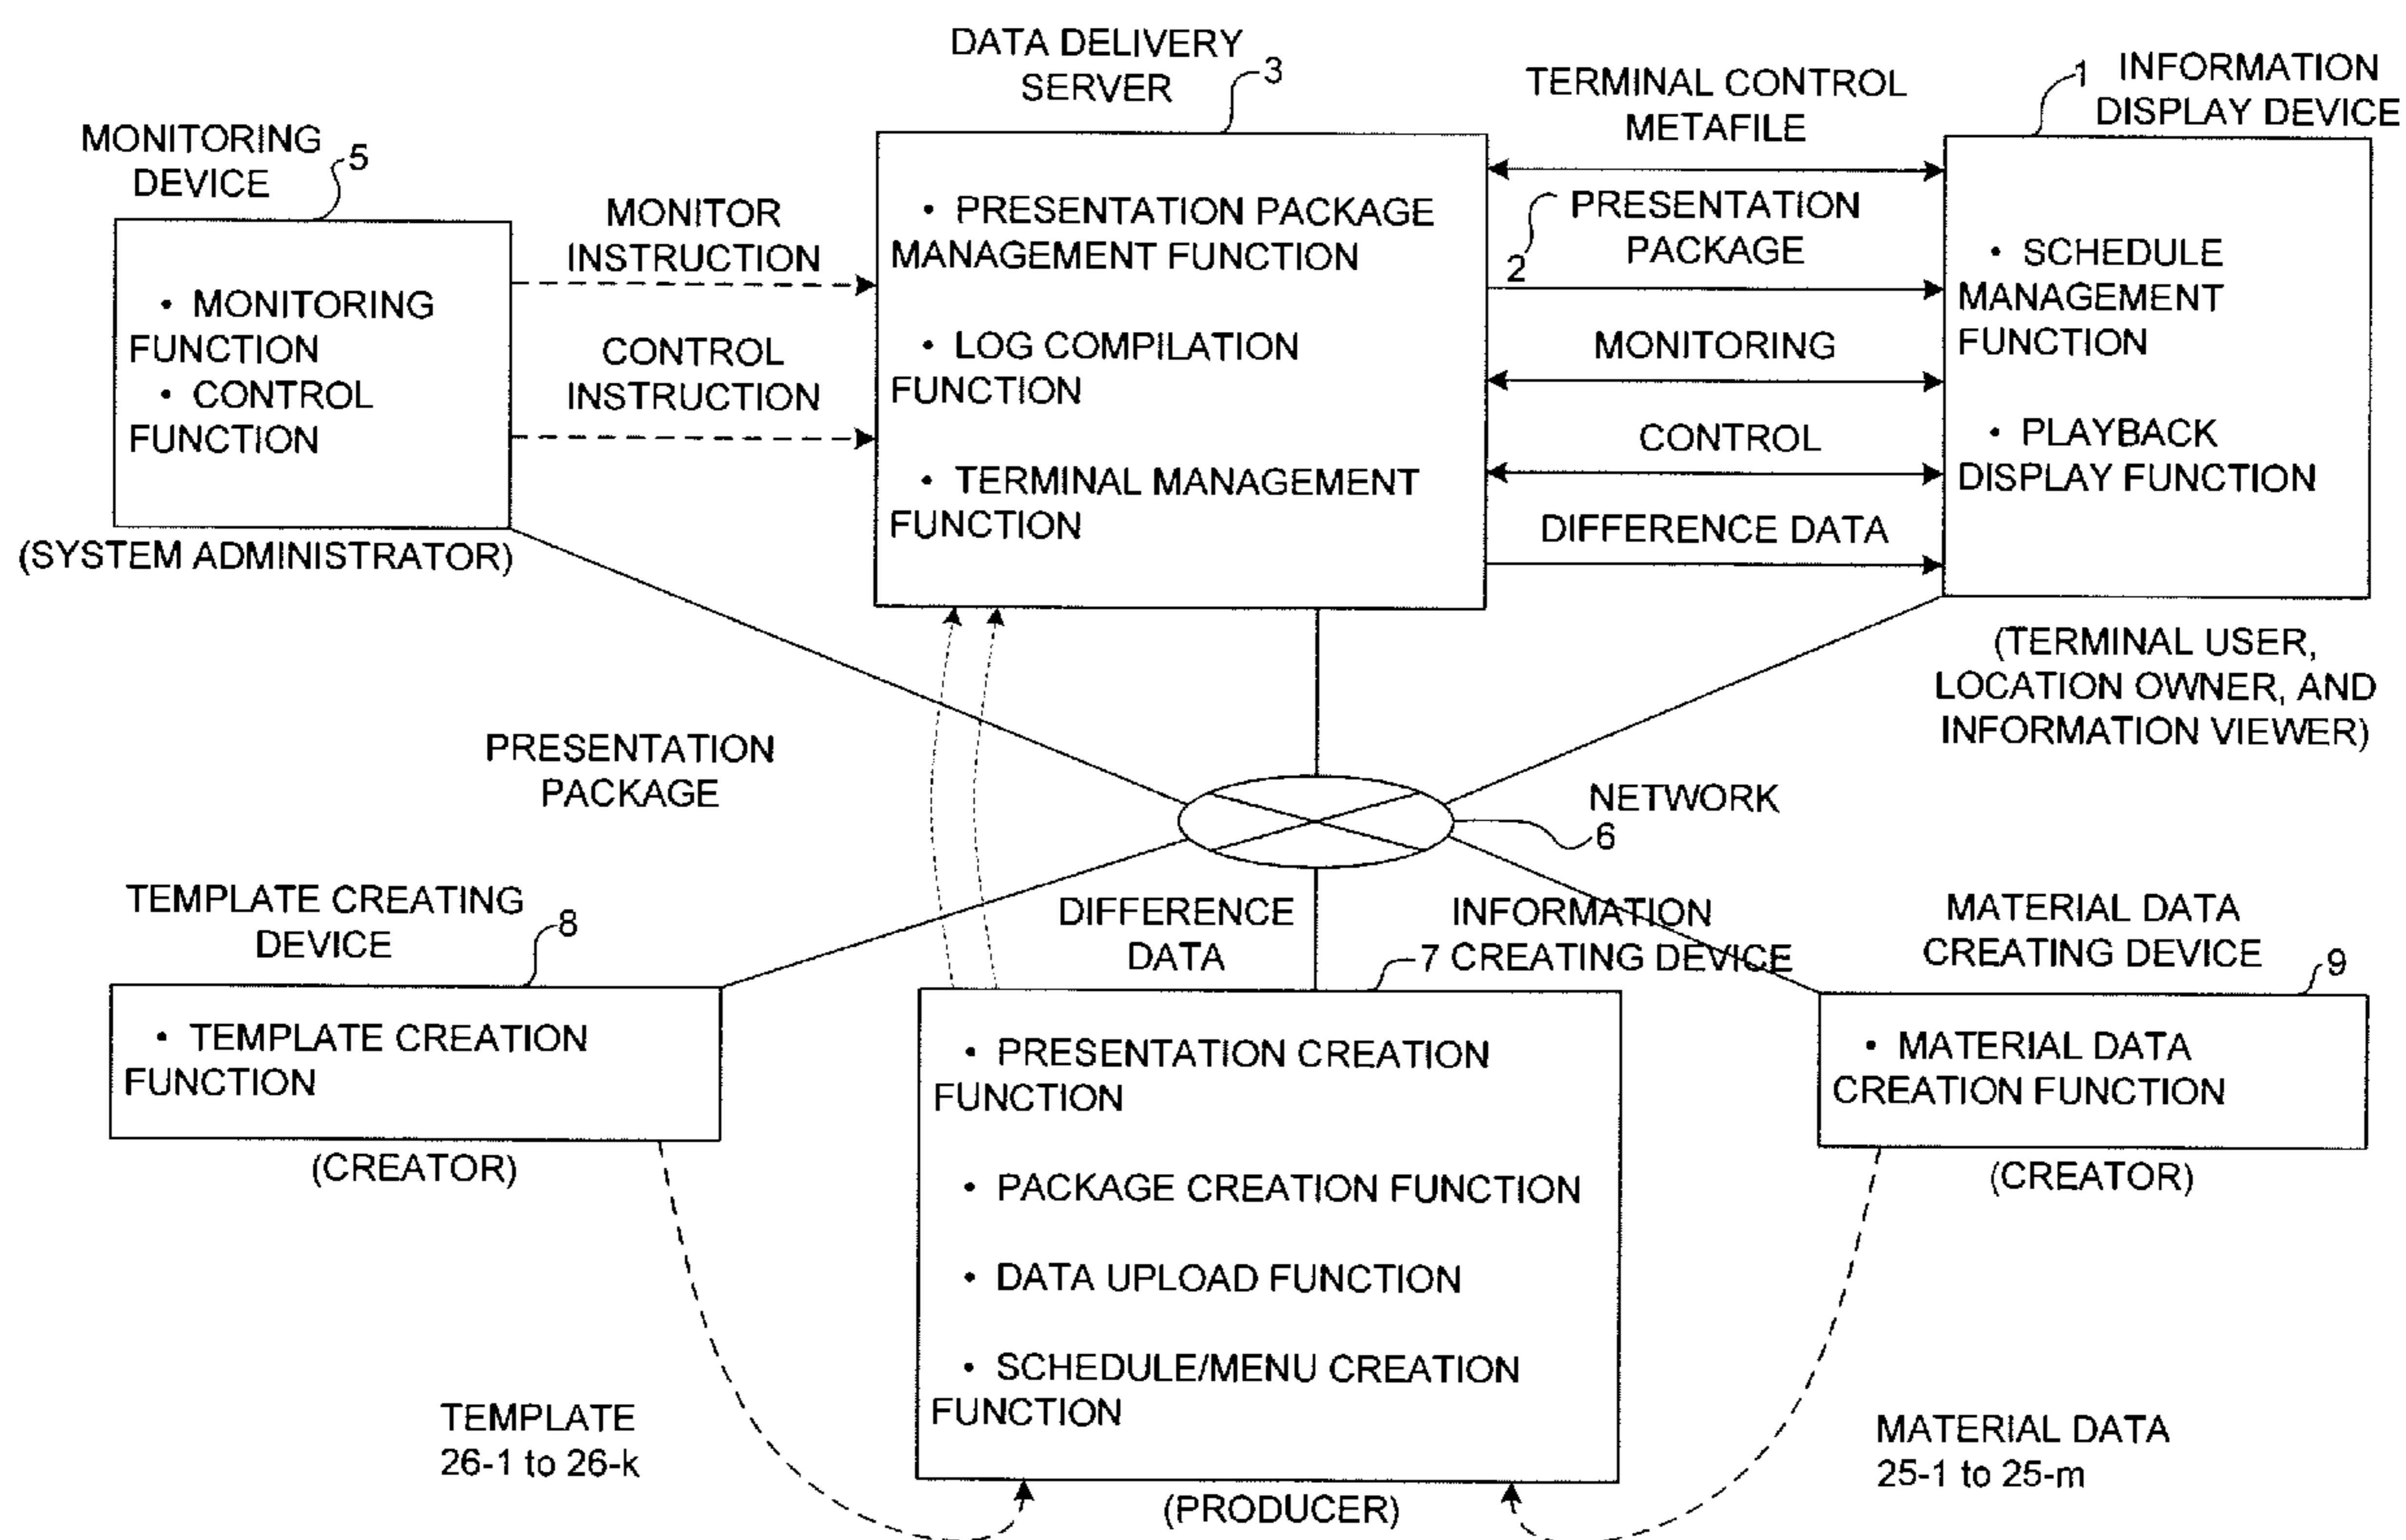 DATA DELIVERY
SERVER
3
TERMINAL CONTROL
METAFILE
1
INFORMATION
DISPLAY DEVICE
MONITORING
DEVICE
5
MONITOR
INSTRUCTION
CONTROL
INSTRUCTION
• MONITORING
FUNCTION
• CONTROL
FUNCTION
(SYSTEM ADMINISTRATOR)
• PRESENTATION PACKAGE
MANAGEMENT FUNCTION
• LOG COMPILATION
FUNCTION
• TERMINAL MANAGEMENT
FUNCTION
PRESENTATION
PACKAGE
2
MONITORING
CONTROL
DIFFERENCE DATA
• SCHEDULE
MANAGEMENT
FUNCTION
• PLAYBACK
DISPLAY FUNCTION
(TERMINAL USER,
LOCATION OWNER, AND
INFORMATION VIEWER)
PRESENTATION
PACKAGE
NETWORK
6
TEMPLATE CREATING
DEVICE
8
DIFFERENCE
DATA
INFORMATION
7 CREATING DEVICE
MATERIAL DATA
CREATING DEVICE
9
• TEMPLATE CREATION
FUNCTION
(CREATOR)
• PRESENTATION CREATION
FUNCTION
• PACKAGE CREATION FUNCTION
• DATA UPLOAD FUNCTION
• SCHEDULE/MENU CREATION
FUNCTION
(PRODUCER)
• MATERIAL DATA
CREATION FUNCTION
(CREATOR)
TEMPLATE
26-1 to 26-k
MATERIAL DATA
25-1 to 25-m